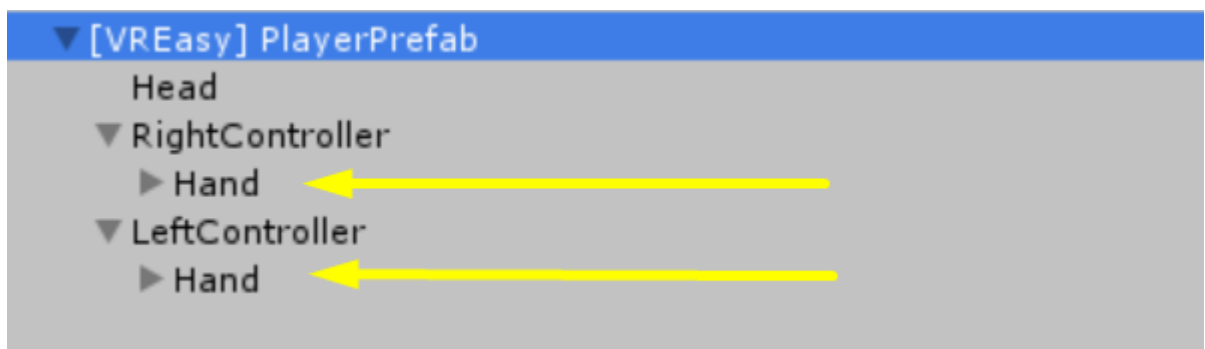 [VREasy] PlayerPrefab
Head
RightController
Hand
LeftController
Hand